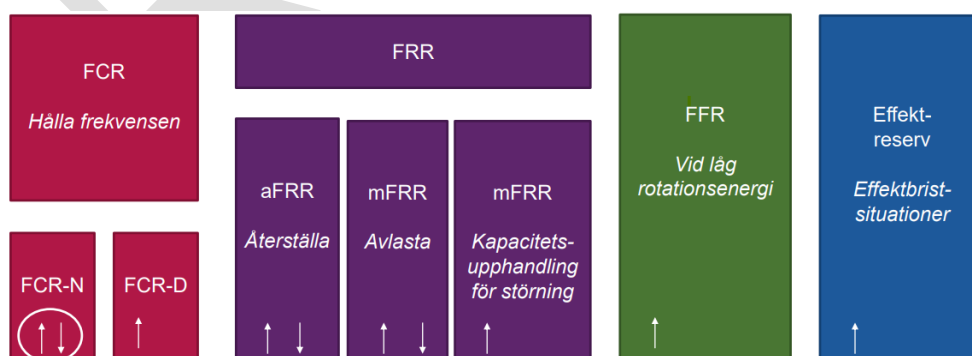 FCR
Hålla frekvensen
FCR-N
FCR-D
FRR
aFRR
Återställa
mFRR
Avlasta
mFRR
Kapacitets-
upphandling
för störning
FFR
Vid låg
rotationsenergi
Effekt-
reserv
Effektbrist-
situationer